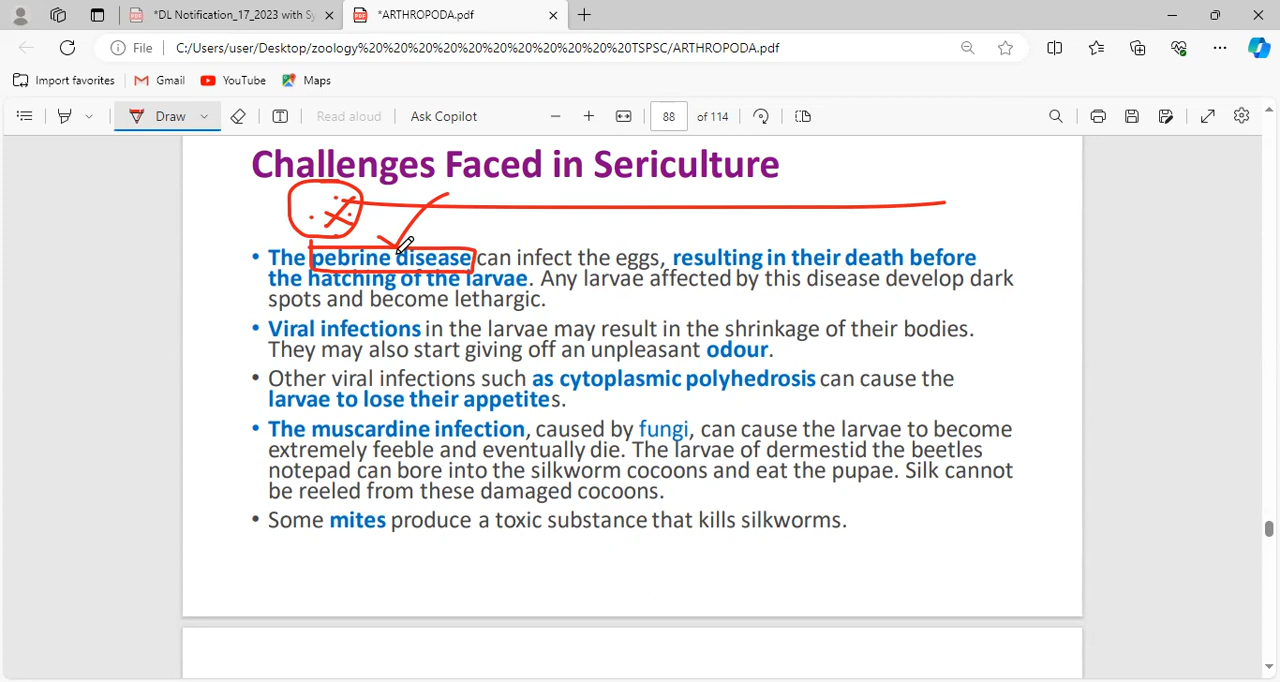 *DL Notification_17_2023 with Sy
*ARTHROPODA.pdf
File
C:/Users/user/Desktop/zoology%20%20%20%20%20%20%20%20%20%20TSPSC/ARTHROPODA.pdf
Import favorites
Gmail
YouTube
Maps
Draw
Read aloud
Ask Copilot
88
of 114
Challenges Faced in Sericulture
• The pebrine disease can infect the eggs, resulting in their death before
the hatching of the larvae. Any larvae affected by this disease develop dark
spots and become lethargic.
• Viral infections in the larvae may result in the shrinkage of their bodies.
They may also start giving off an unpleasant odour.
• Other viral infections such as cytoplasmic polyhedrosis can cause the
larvae to lose their appetites.
• The muscardine infection, caused by fungi, can cause the larvae to become
extremely feeble and eventually die. The larvae of dermestid the beetles
notepad can bore into the silkworm cocoons and eat the pupae. Silk cannot
be reeled from these damaged cocoons.
• Some mites produce a toxic substance that kills silkworms.